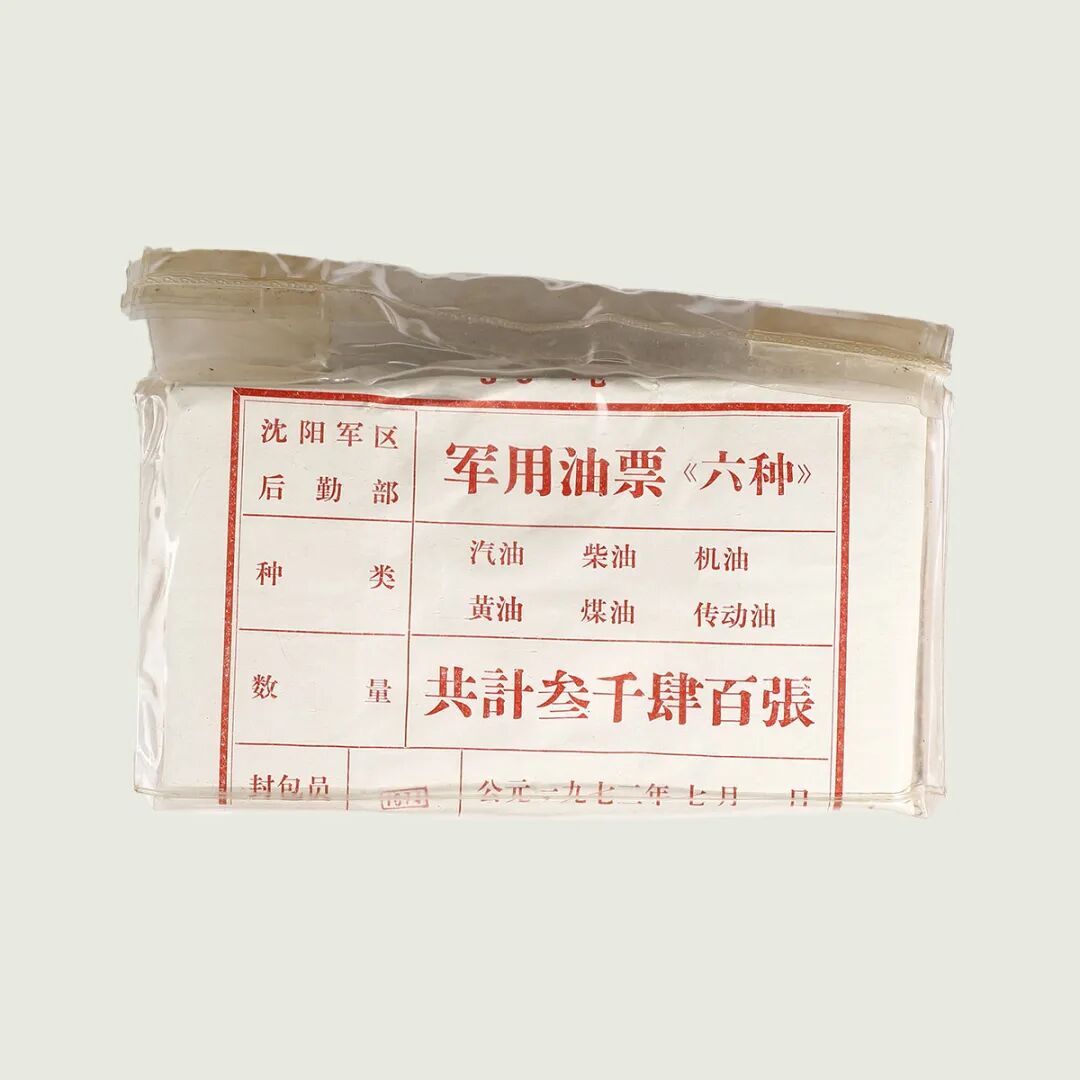 沈阳军区
后勤部
军用油票《六种》
种类
汽油 柴油 机油
黄油 煤油 传动油
数量
共計叁千肆百張
封包员
公元一九七二年七月 日